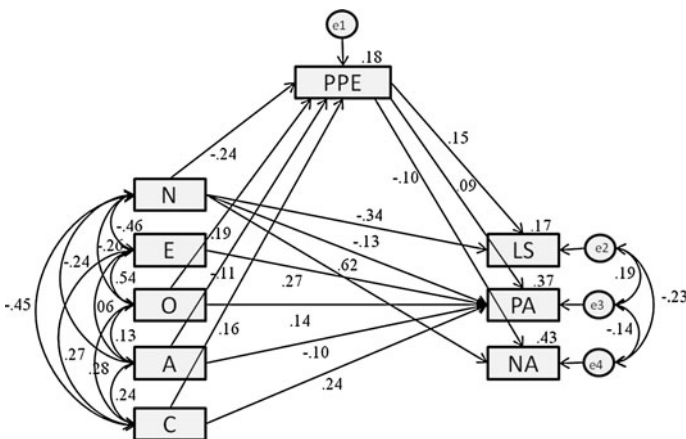 e1
.18
PPE
.15
-.24
-.10
.09
N
-.34
.17
-.46
-.26
.19
-.13
LS
e2
-.24
E
.62
.54
-.11
.27
.37
.19
-.45
.06
O
PA
e3
-.23
.13
.16
.14
-.14
.27
A
-.10
.43
.28
NA
e4
.24
.24
C